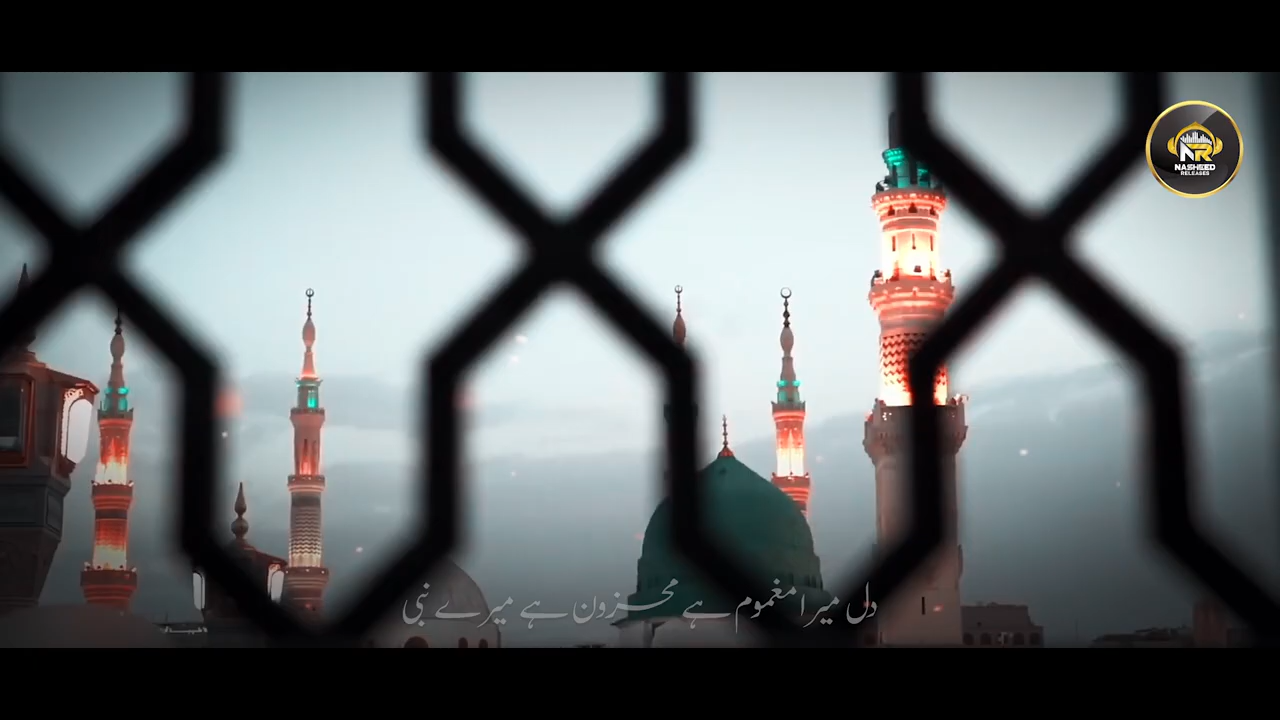 NR
NASHEED
RELEASES
دل میرا مغموم ہے محزون ہے میرے نبی